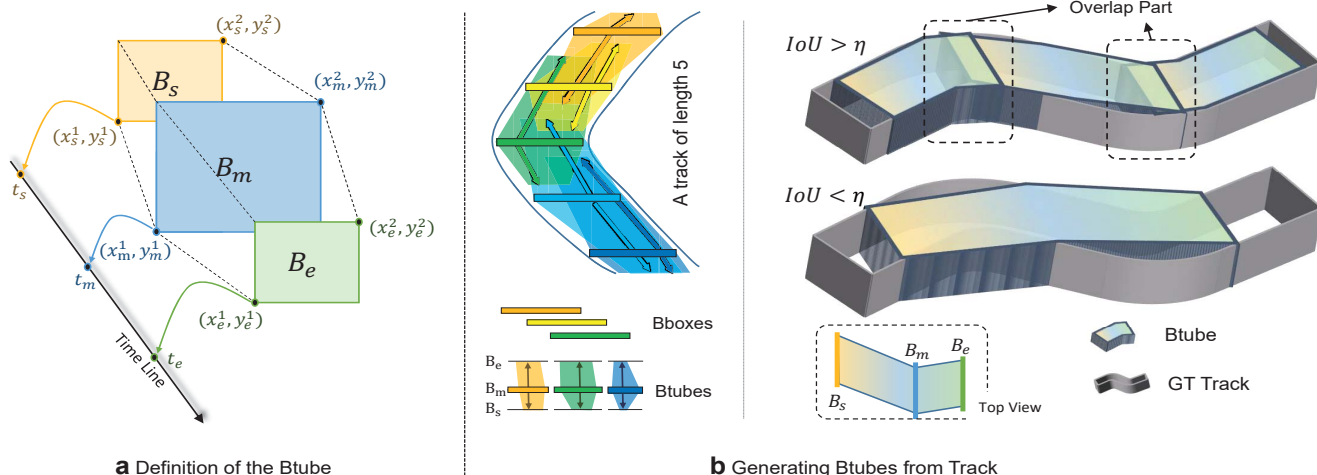 (x_s^2, y_s^2)
B_s
(x_m^2, y_m^2)
(x_s^1, y_s^1)
t_s
B_m
(x_e^2, y_e^2)
(x_m^1, y_m^1)
t_m
B_e
(x_e^1, y_e^1)
t_e
Time Line
a Definition of the Btube
A track of length 5
Bboxes
B_e
B_m
B_s
Btubes
Overlap Part
IoU > η
IoU < η
B_s
B_m
B_e
Top View
Btube
GT Track
b Generating Btubes from Track